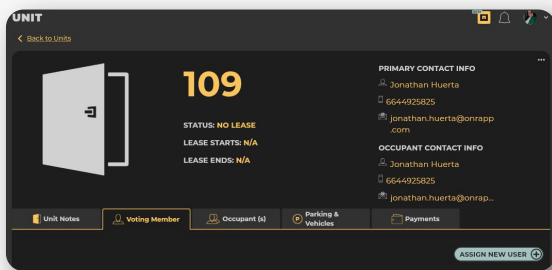 UNIT
Back to Units
109
STATUS: NO LEASE
LEASE STARTS: N/A
LEASE ENDS: N/A
PRIMARY CONTACT INFO
Jonathan Huerta
6644925825
jonathan.huerta@onrapp
.com
OCCUPANT CONTACT INFO
Jonathan Huerta
6644925825
jonathan.huerta@onrap...
Unit Notes
Voting Member
Occupant (s)
P
Parking &
Vehicles
Payments
ASSIGN NEW USER